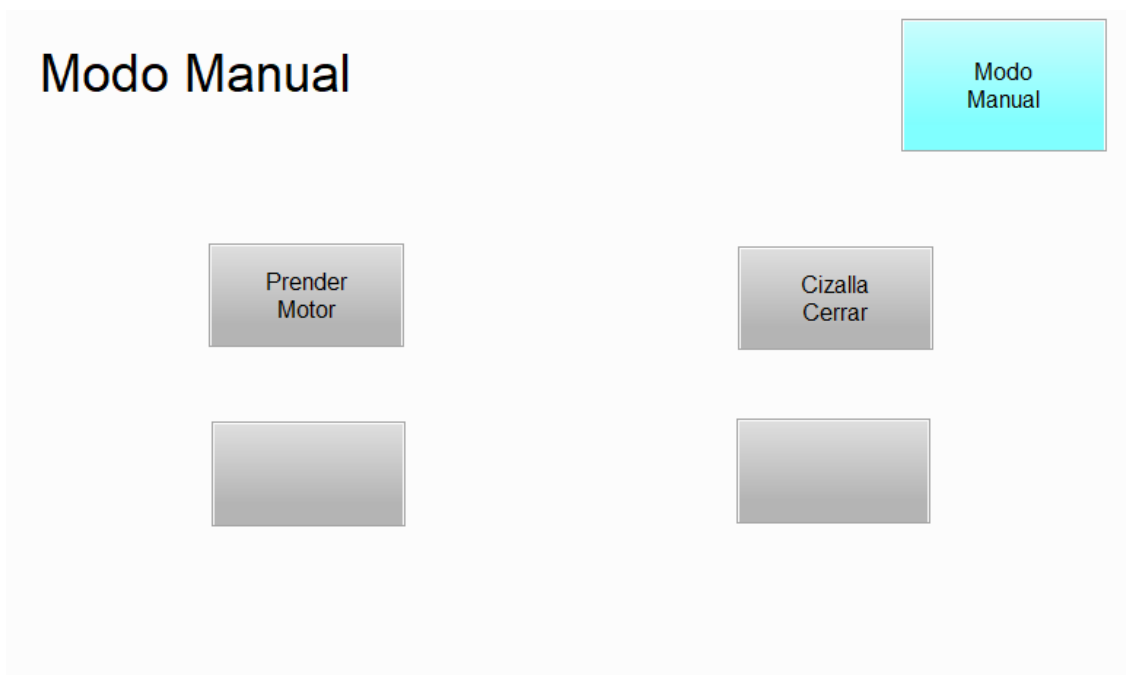 Modo Manual
Modo
Manual
Prender
Motor
Cizalla
Cerrar